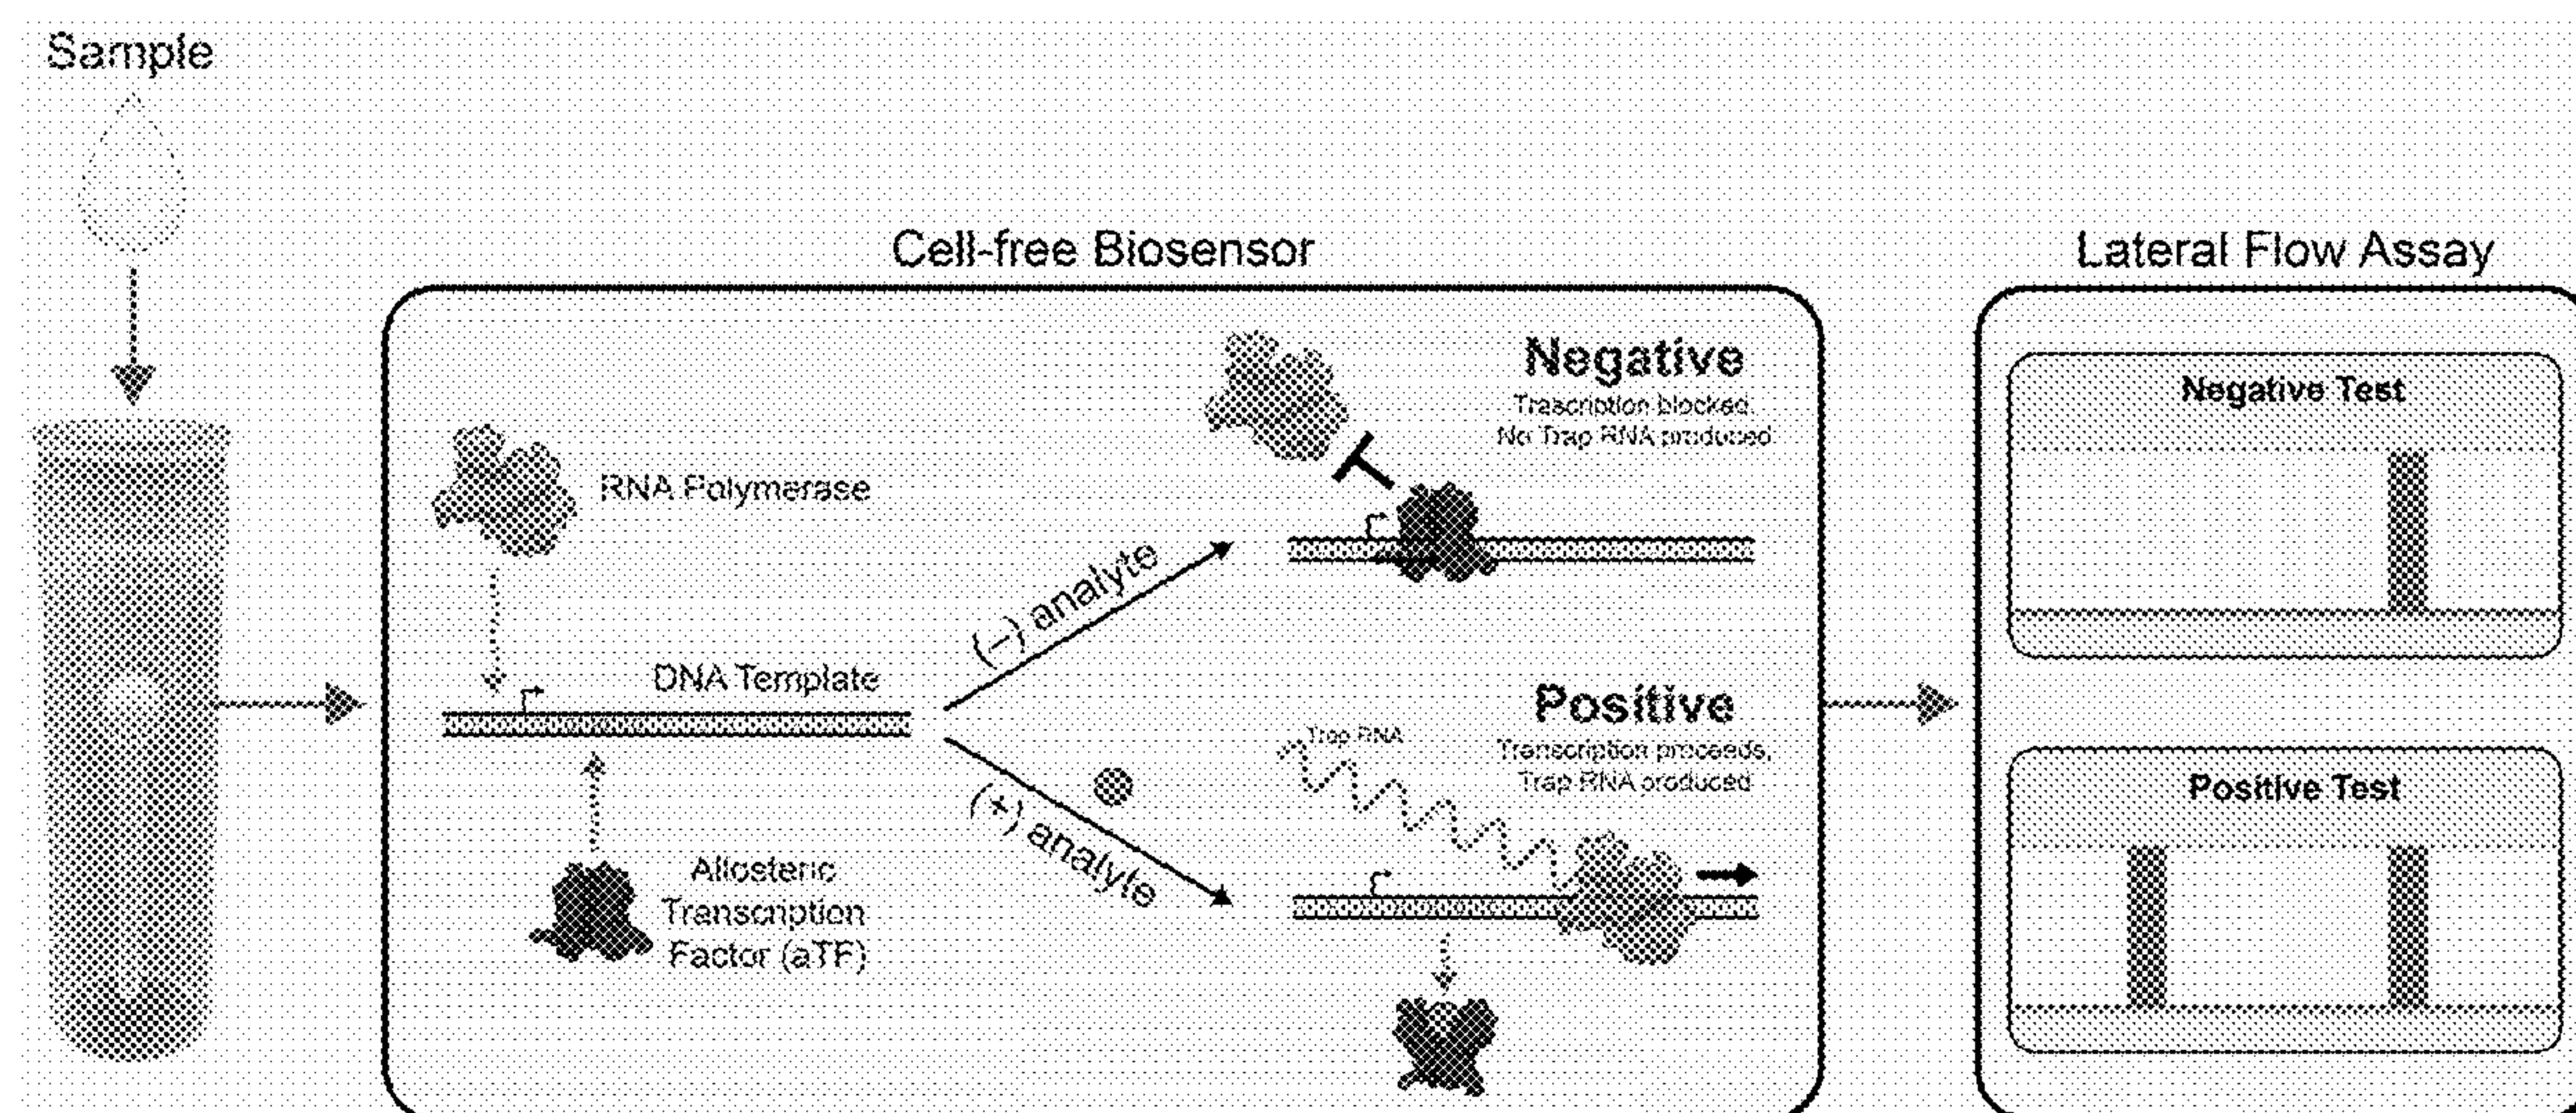 Sample
Cell-free Biosensor
Lateral Flow Assay
RNA Polymerase
DNA Template
Allosteric
Transcription
Factor (aTF)
(–) analyte
(+) analyte
Negative
Trascription blocked,
No Trap RNA produced
Positive
Transcription proceeds,
Trap RNA produced
Trap RNA
Negative Test
Positive Test